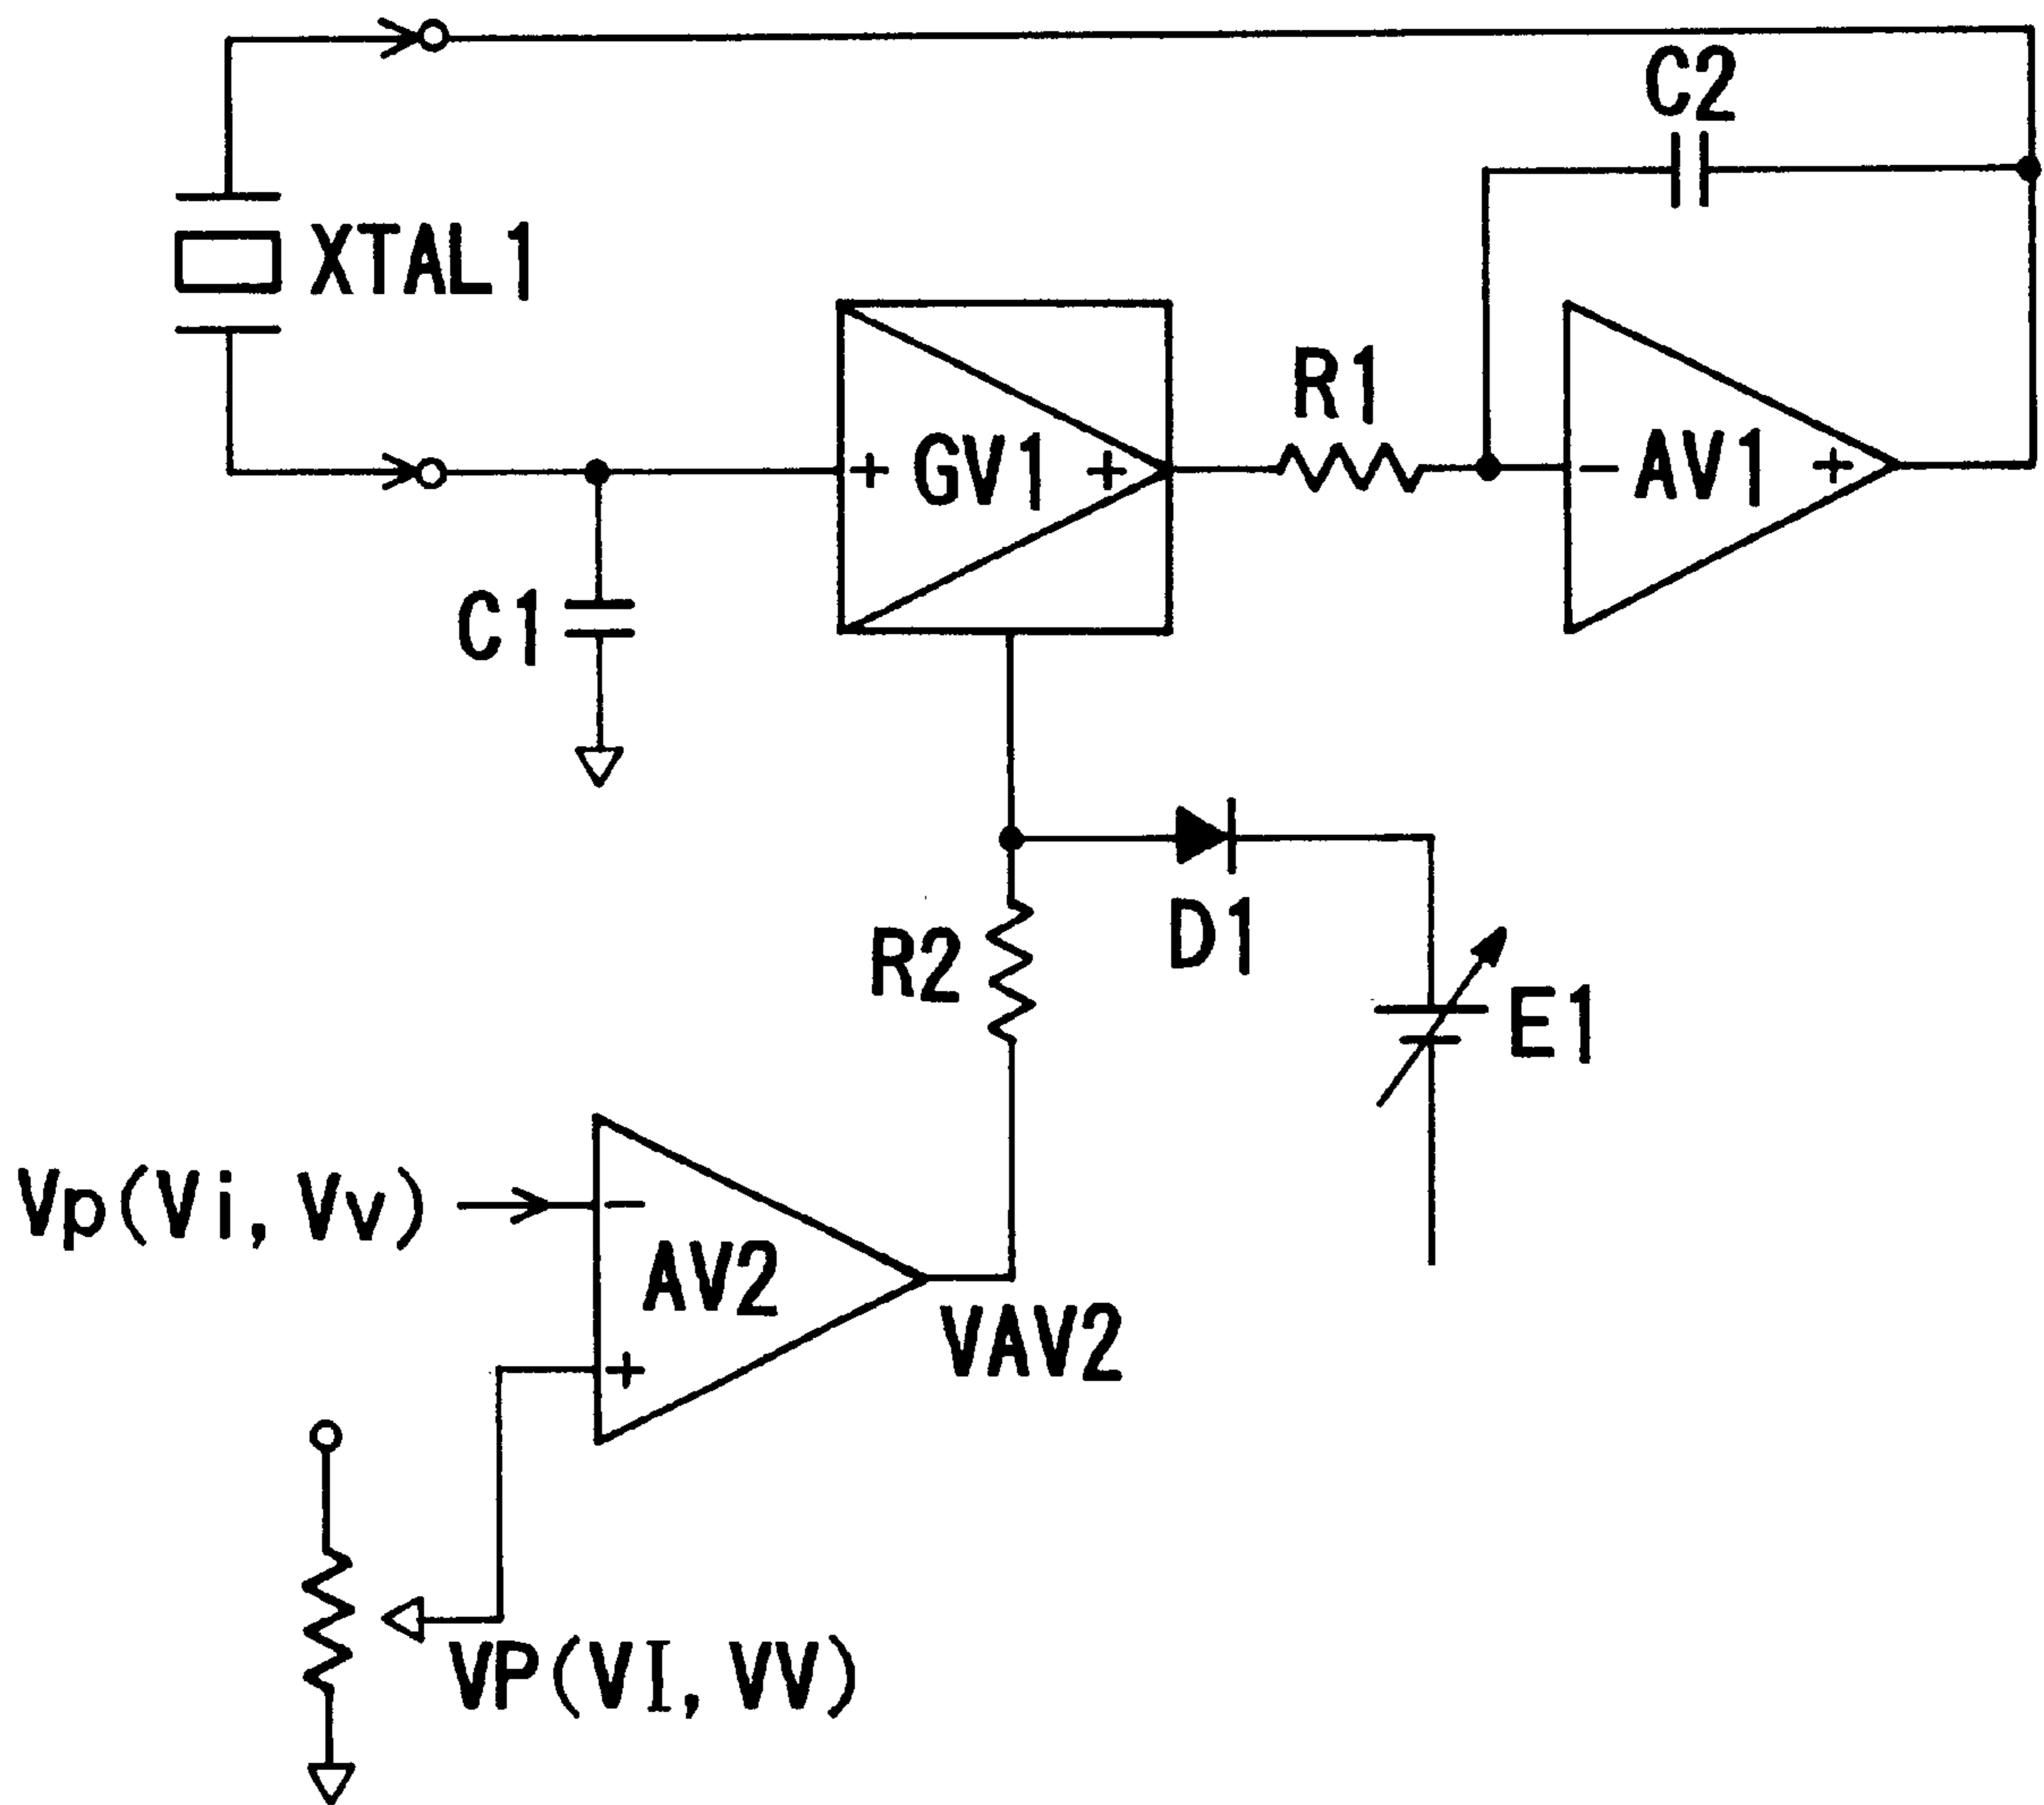 C2
XTAL1
R1
+ GV1 +
- AV1 +
C1
D1
R2
E1
Vp(Vi, Vv)
-
AV2
VAV2
+
VP(VI, VV)